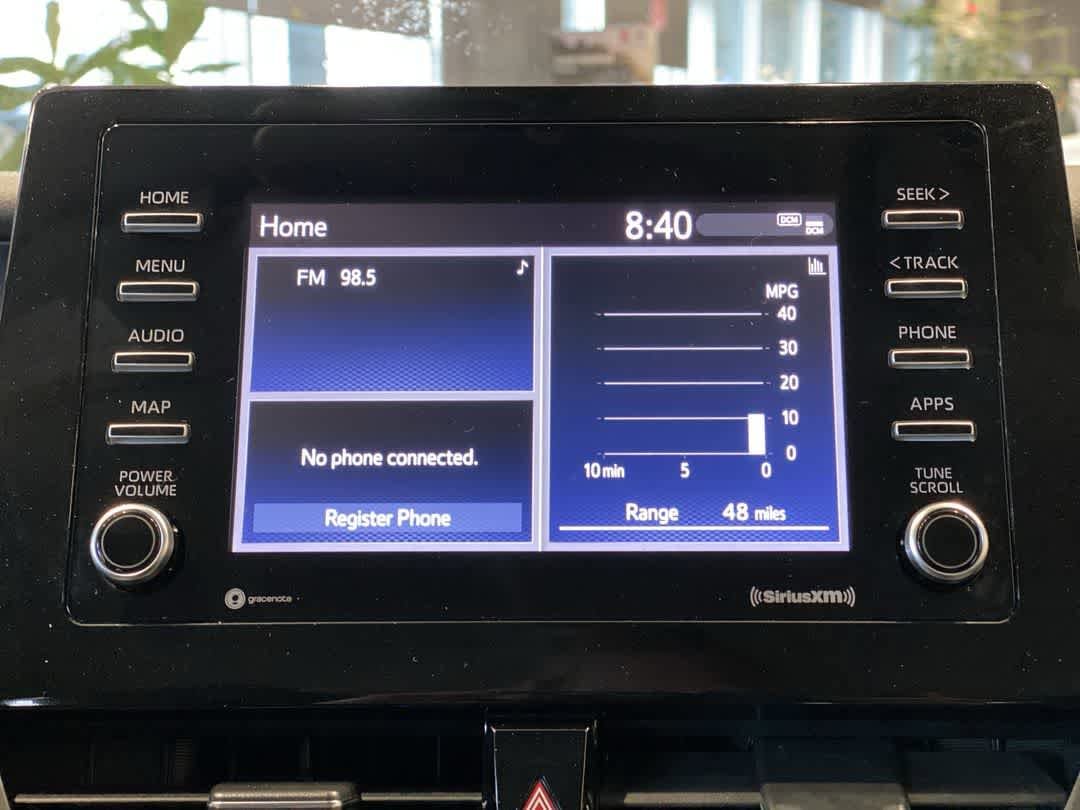 HOME
MENU
AUDIO
MAP
POWER
VOLUME
Home
8:40
DCM
DCM
FM 98.5
No phone connected.
Register Phone
MPG
40
30
20
10
0
10 min 5 0
Range 48 miles
SEEK >
< TRACK
PHONE
APPS
TUNE
SCROLL
gracenote
((SiriusXM))